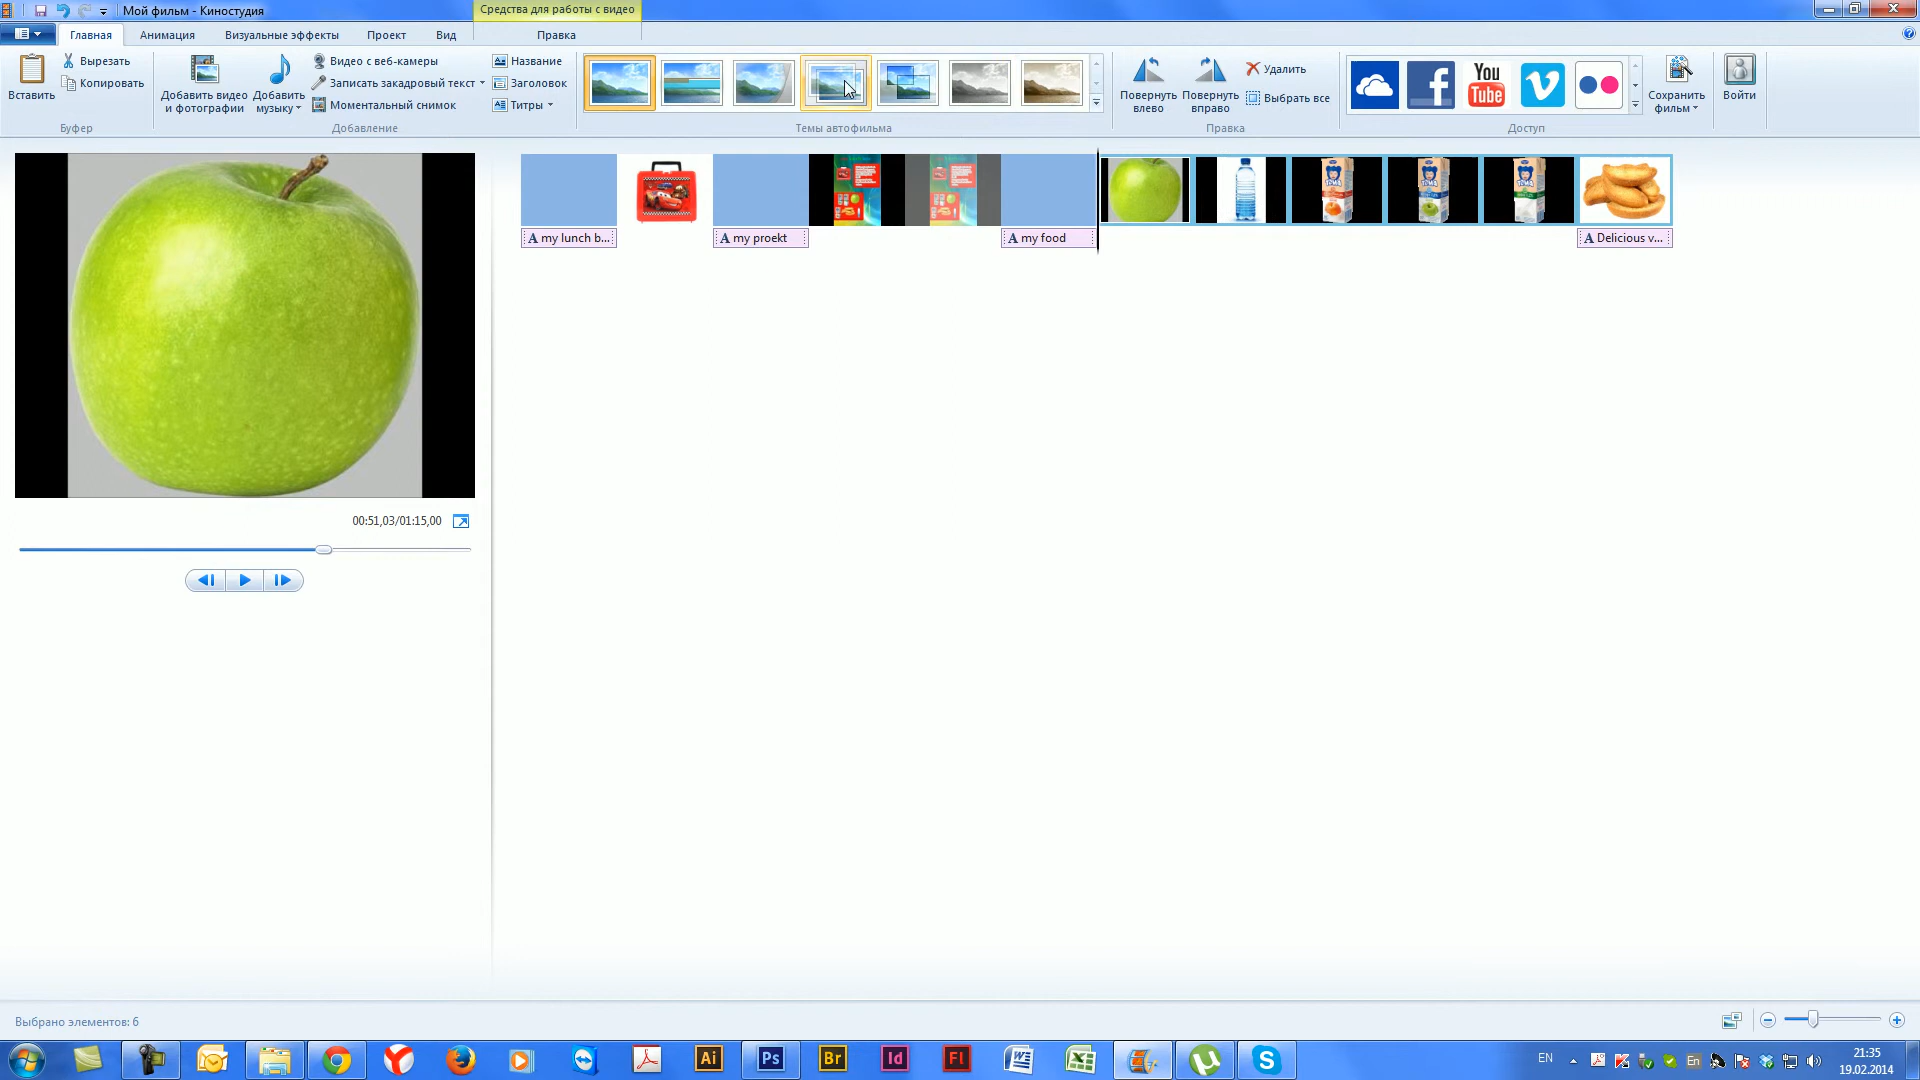 Мой фильм - Киностудия
Средства для работы с видео
Главная
Анимация
Визуальные эффекты
Проект
Вид
Правка
Вставить
Вырезать
Копировать
Буфер
Добавить видео и фотографии
Добавить музыку
Видео с веб-камеры
Записать закадровый текст
Моментальный снимок
Название
Заголовок
Титры
Добавление
Темы автофильма
Повернуть влево
Повернуть вправо
Удалить
Выбрать все
Правка
You
Tube
Доступ
Сохранить фильм
Войти
A my lunch b...
A my proekt
A my food
A Delicious v...
00:51,03/01:15,00
Выбрано элементов: 6
Ai
Ps
Br
Id
Fl
EN
En
21:35
19.02.2014